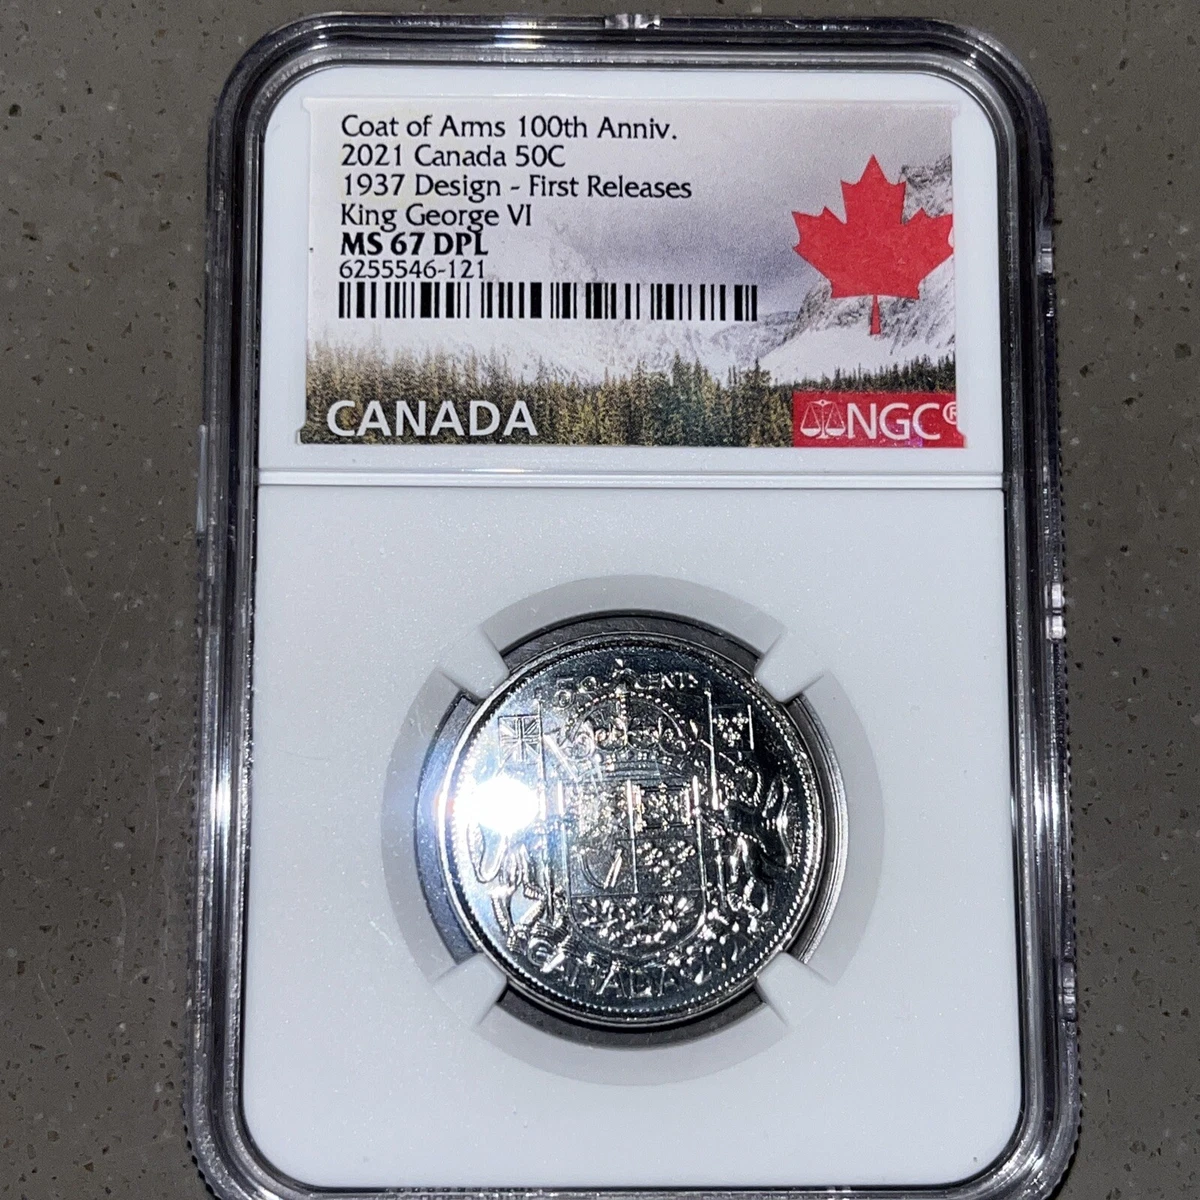 Coat of Arms 100th Anniv.
2021 Canada 50C
1937 Design - First Releases
King George VI
MS 67 DPL
6255546-121
CANADA
NGC®
50 CENTS
CANADA 2021